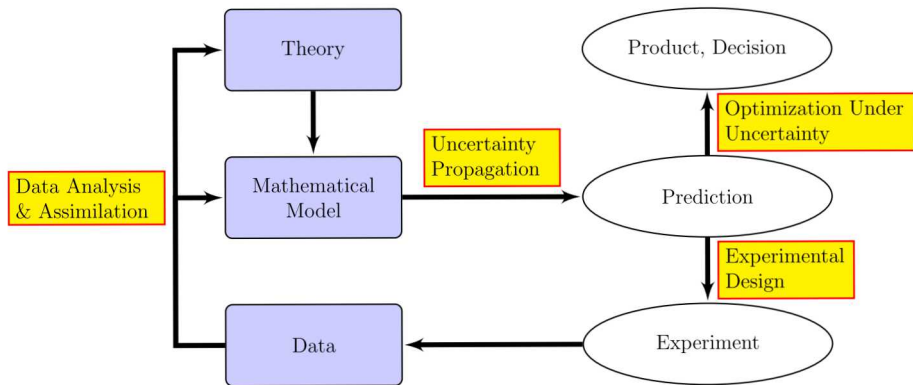 Theory
Product, Decision
Optimization Under
Uncertainty
Uncertainty
Propagation
Data Analysis
& Assimilation
Mathematical
Model
Prediction
Experimental
Design
Data
Experiment